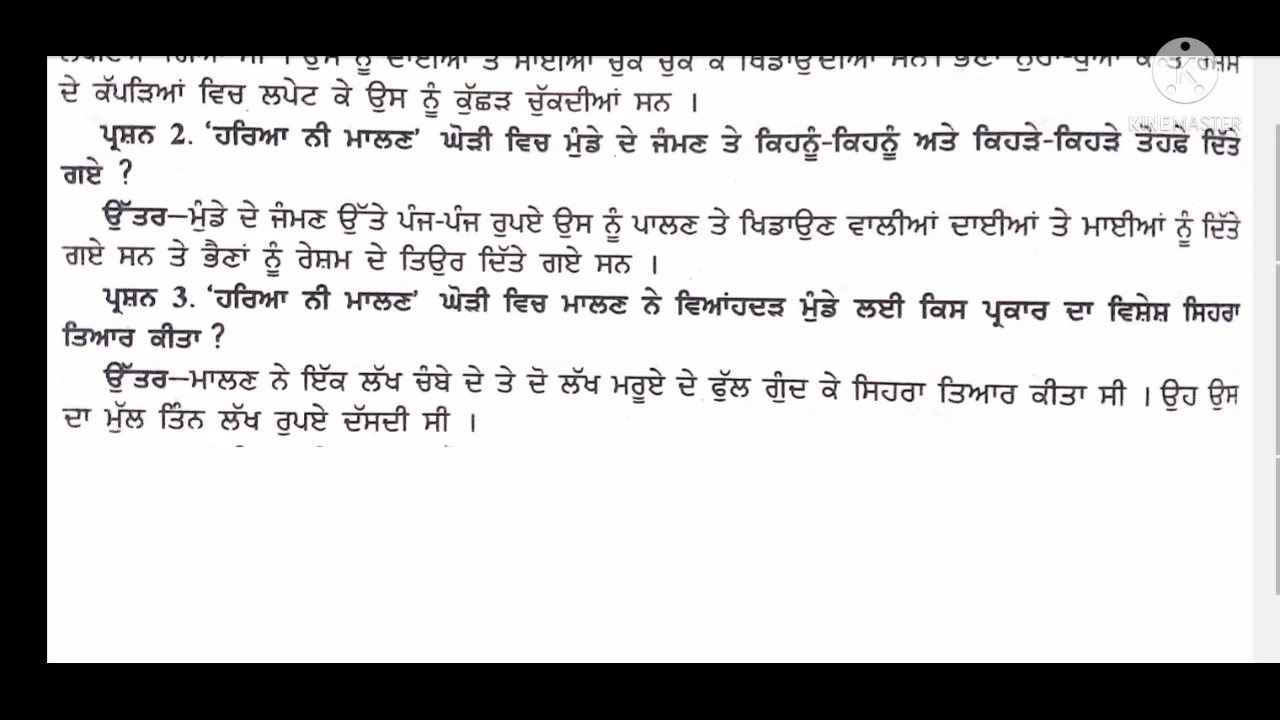 ਦੇ ਕੱਪੜਿਆਂ ਵਿਚ ਲਪੇਟ ਕੇ ਉਸ ਨੂੰ ਕੁੱਛੜ ਚੁੱਕਦੀਆਂ ਸਨ ।
KINEMASTER
ਪ੍ਰਸ਼ਨ 2. 'ਹਰਿਆ ਨੀ ਮਾਲਣ' ਘੋੜੀ ਵਿਚ ਮੁੰਡੇ ਦੇ ਜੰਮਣ ਤੇ ਕਿਹਨੂੰ-ਕਿਹਨੂੰ ਅਤੇ ਕਿਹੜੇ-ਕਿਹੜੇ ਤੋਹਫ਼ੇ ਦਿੱਤੇ
ਗਏ ?
ਉੱਤਰ—ਮੁੰਡੇ ਦੇ ਜੰਮਣ ਉੱਤੇ ਪੰਜ-ਪੰਜ ਰੁਪਏ ਉਸ ਨੂੰ ਪਾਲਣ ਤੇ ਖਿਡਾਉਣ ਵਾਲੀਆਂ ਦਾਈਆਂ ਤੇ ਮਾਈਆਂ ਨੂੰ ਦਿੱਤੇ
ਗਏ ਸਨ ਤੇ ਭੈਣਾਂ ਨੂੰ ਰੇਸ਼ਮ ਦੇ ਤਿਉਰ ਦਿੱਤੇ ਗਏ ਸਨ ।
ਪ੍ਰਸ਼ਨ 3. 'ਹਰਿਆ ਨੀ ਮਾਲਣ' ਘੋੜੀ ਵਿਚ ਮਾਲਣ ਨੇ ਵਿਆਂਹਦੜ ਮੁੰਡੇ ਲਈ ਕਿਸ ਪ੍ਰਕਾਰ ਦਾ ਵਿਸ਼ੇਸ਼ ਸਿਹਰਾ
ਤਿਆਰ ਕੀਤਾ ?
ਉੱਤਰ—ਮਾਲਣ ਨੇ ਇੱਕ ਲੱਖ ਚੰਬੇ ਦੇ ਤੇ ਦੋ ਲੱਖ ਮਰੂਏ ਦੇ ਫੁੱਲ ਗੁੰਦ ਕੇ ਸਿਹਰਾ ਤਿਆਰ ਕੀਤਾ ਸੀ । ਉਹ ਉਸ
ਦਾ ਮੁੱਲ ਤਿੰਨ ਲੱਖ ਰੁਪਏ ਦੱਸਦੀ ਸੀ ।